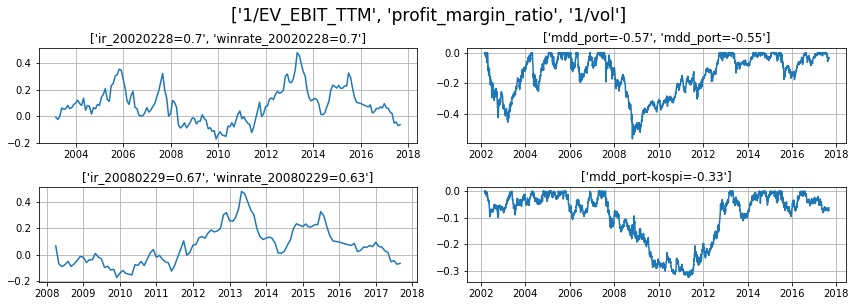 ['1/EV_EBIT_TTM', 'profit_margin_ratio', '1/vol']
['ir_20020228=0.7', 'winrate_20020228=0.7']
0.4
0.2
0.0
−0.2
2004 2006 2008 2010 2012 2014 2016 2018
['mdd_port=-0.57', 'mdd_port=-0.55']
0.0
−0.2
−0.4
2002 2004 2006 2008 2010 2012 2014 2016 2018
['ir_20080229=0.67', 'winrate_20080229=0.63']
0.4
0.2
0.0
−0.2
2008 2009 2010 2011 2012 2013 2014 2015 2016 2017 2018
['mdd_port-kospi=-0.33']
0.0
−0.1
−0.2
−0.3
2002 2004 2006 2008 2010 2012 2014 2016 2018